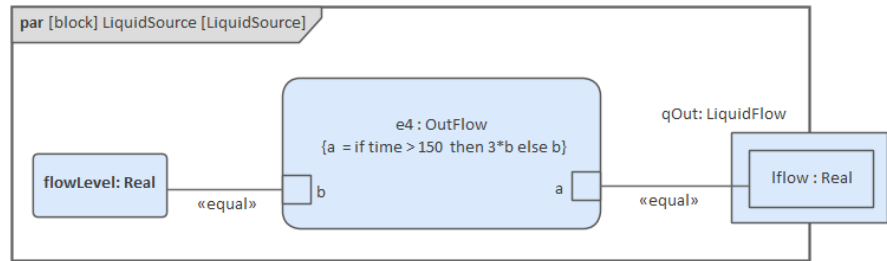 par [block] LiquidSource [LiquidSource]
qOut: LiquidFlow
e4 : OutFlow
{a = if time > 150 then 3*b else b}
flowLevel: Real
«equal»
b
a
«equal»
lflow : Real